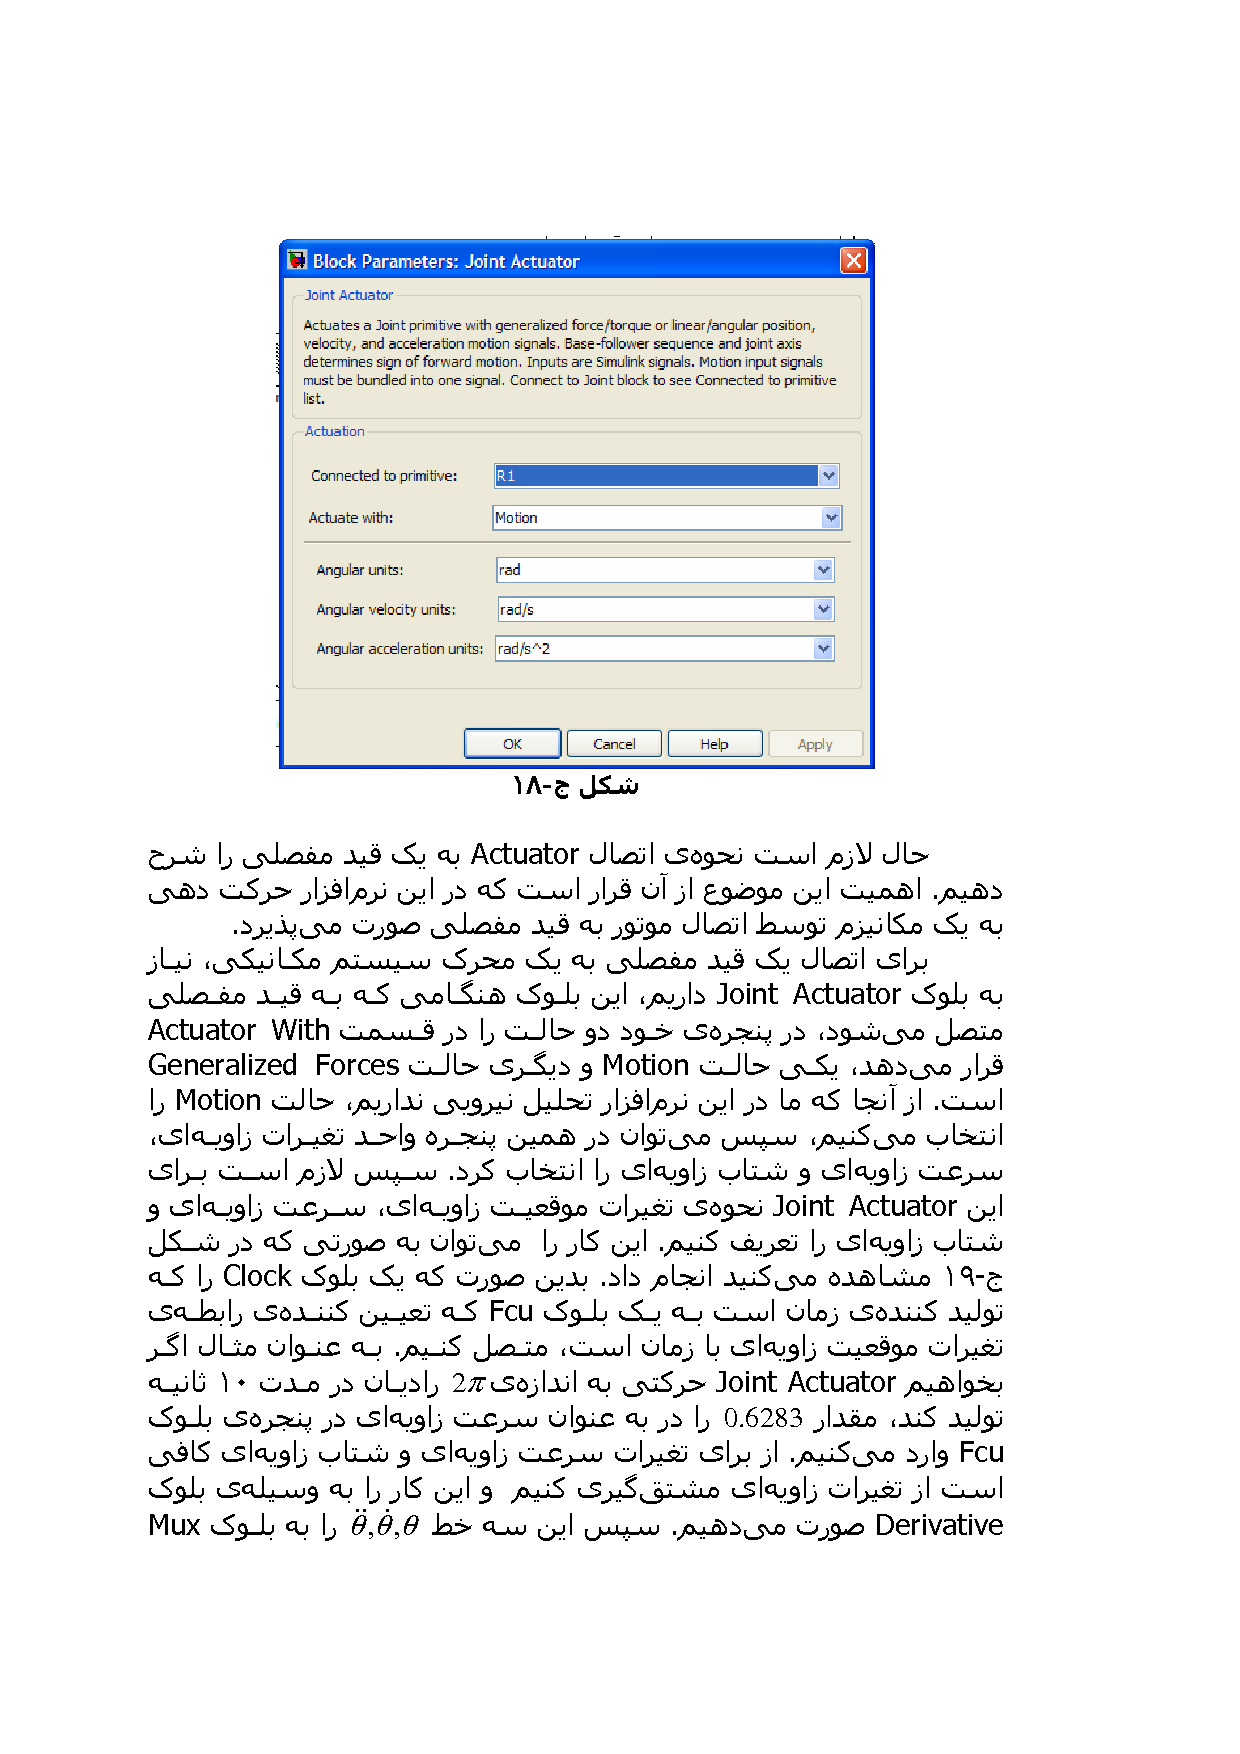 Block Parameters: Joint Actuator
Joint Actuator
Actuates a Joint primitive with generalized force/torque or linear/angular position,
velocity, and acceleration motion signals. Base-follower sequence and joint axis
determines sign of forward motion. Inputs are Simulink signals. Motion input signals
must be bundled into one signal. Connect to Joint block to see Connected to primitive
list.
Actuation
Connected to primitive: R1
Actuate with: Motion
Angular units: rad
Angular velocity units: rad/s
Angular acceleration units: rad/s^2
OK Cancel Help Apply
شکل ج-۱۸
حال لازم است نحوه‌ی اتصال Actuator به یک قید مفصلی را شرح
دهیم. اهمیت این موضوع از آن قرار است که در این نرم‌افزار حرکت دهی
به یک مکانیزم توسط اتصال موتور به قید مفصلی صورت می‌پذیرد.
برای اتصال یک قید مفصلی به یک محرک سیستم مکانیکی، نیاز
به بلوک Joint Actuator داریم، این بلوک هنگامی که به قید مفصلی
متصل می‌شود، در پنجره‌ی خود دو حالت را در قسمت Actuator With
قرار می‌دهد، یکی حالت Motion و دیگری حالت Generalized Forces
است. از آنجا که ما در این نرم‌افزار تحلیل نیرویی نداریم، حالت Motion را
انتخاب می‌کنیم، سپس می‌توان در همین پنجره واحد تغیرات زاویه‌ای،
سرعت زاویه‌ای و شتاب زاویه‌ای را انتخاب کرد. سپس لازم است برای
این Joint Actuator نحوه‌ی تغیرات موقعیت زاویه‌ای، سرعت زاویه‌ای و
شتاب زاویه‌ای را تعریف کنیم. این کار را می‌توان به صورتی که در شکل
ج-۱۹ مشاهده می‌کنید انجام داد. بدین صورت که یک بلوک Clock را که
تولید کننده‌ی زمان است به یک بلوک Fcu که تعیین کننده‌ی رابطه‌ی
تغیرات موقعیت زاویه‌ای با زمان است، متصل کنیم. به عنوان مثال اگر
بخواهیم Joint Actuator حرکتی به اندازه‌ی 2π رادیان در مدت ۱۰ ثانیه
تولید کند، مقدار 0.6283 را در به عنوان سرعت زاویه‌ای در پنجره‌ی بلوک
Fcu وارد می‌کنیم. از برای تغیرات سرعت زاویه‌ای و شتاب زاویه‌ای کافی
است از تغیرات زاویه‌ای مشتق‌گیری کنیم و این کار را به وسیله‌ی بلوک
Derivative صورت می‌دهیم. سپس این سه خط θ̈,θ̇,θ را به بلوک Mux